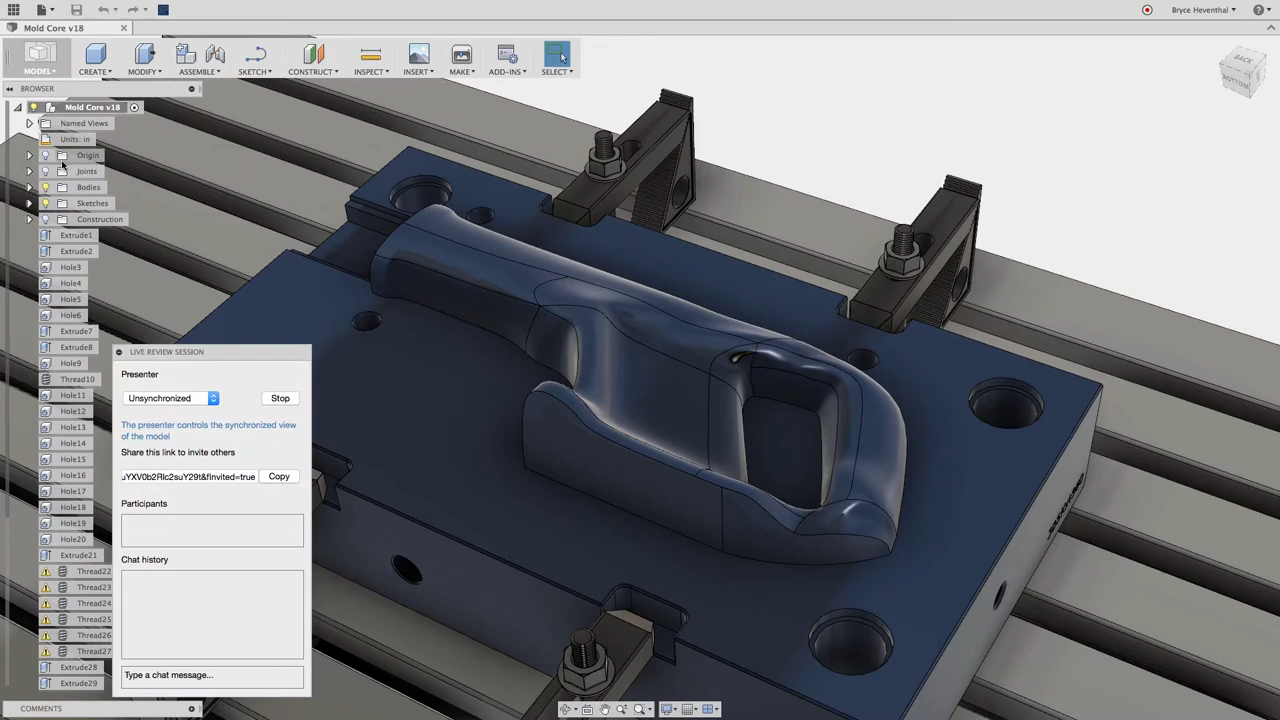 Bryce Heventhal
Mold Core v18
MODEL
CREATE
MODIFY
ASSEMBLE
SKETCH
CONSTRUCT
INSPECT
INSERT
MAKE
ADD-INS
SELECT
BACK
BOTTOM
BROWSER
Mold Core v18
Named Views
Units: in
Origin
Joints
Bodies
Sketches
Construction
Extrude1
Extrude2
Hole3
Hole4
Hole5
Hole6
Extrude7
Extrude8
Hole9
Thread10
Hole11
Hole12
Hole13
Hole14
Hole15
Hole16
Hole17
Hole18
Hole19
Hole20
Extrude21
Thread22
Thread23
Thread24
Thread25
Thread26
Thread27
Extrude28
Extrude29
LIVE REVIEW SESSION
Presenter
Unsynchronized
Stop
The presenter controls the synchronized view
of the model
Share this link to invite others
Copy
Participants
Chat history
Type a chat message...
COMMENTS